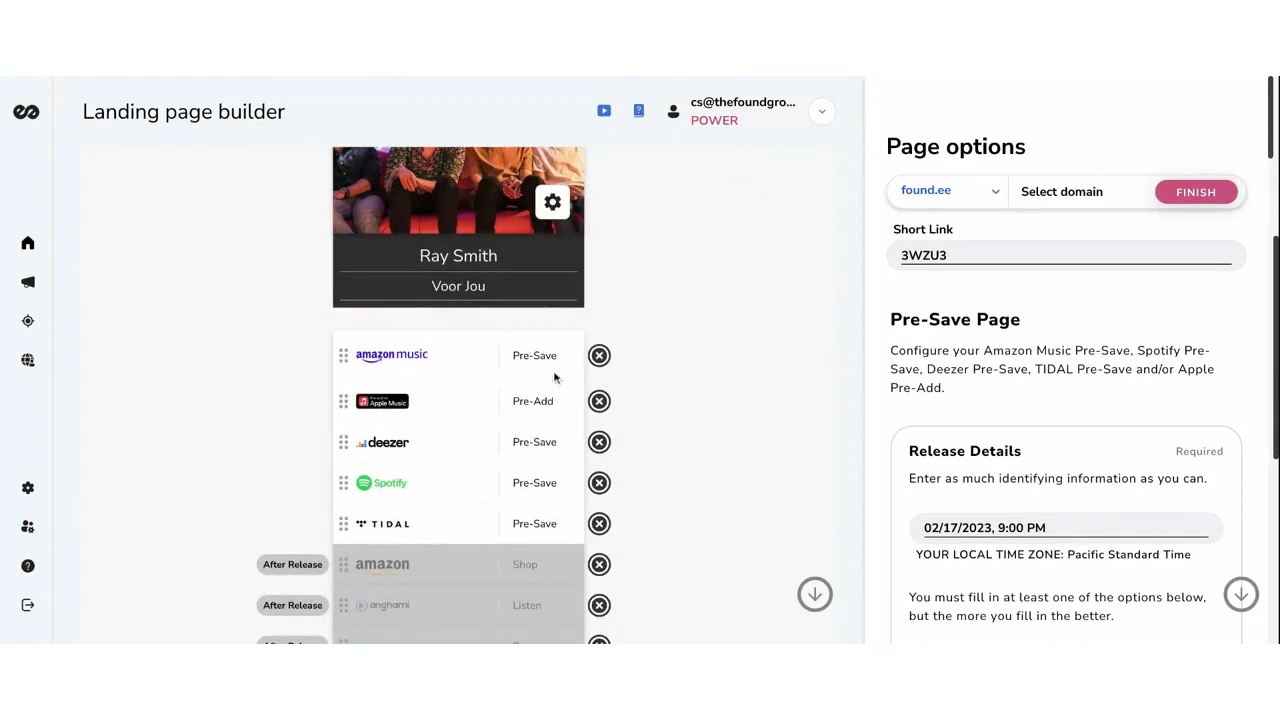 Landing page builder
cs@thefoundgro...
POWER
Ray Smith
Voor Jou
amazon music Pre-Save
Apple Music Pre-Add
deezer Pre-Save
Spotify Pre-Save
TIDAL Pre-Save
After Release amazon Shop
After Release anghami Listen
Page options
found.ee Select domain FINISH
Short Link
3WZU3
Pre-Save Page
Configure your Amazon Music Pre-Save, Spotify Pre-
Save, Deezer Pre-Save, TIDAL Pre-Save and/or Apple
Pre-Add.
Release Details Required
Enter as much identifying information as you can.
02/17/2023, 9:00 PM
YOUR LOCAL TIME ZONE: Pacific Standard Time
You must fill in at least one of the options below,
but the more you fill in the better.